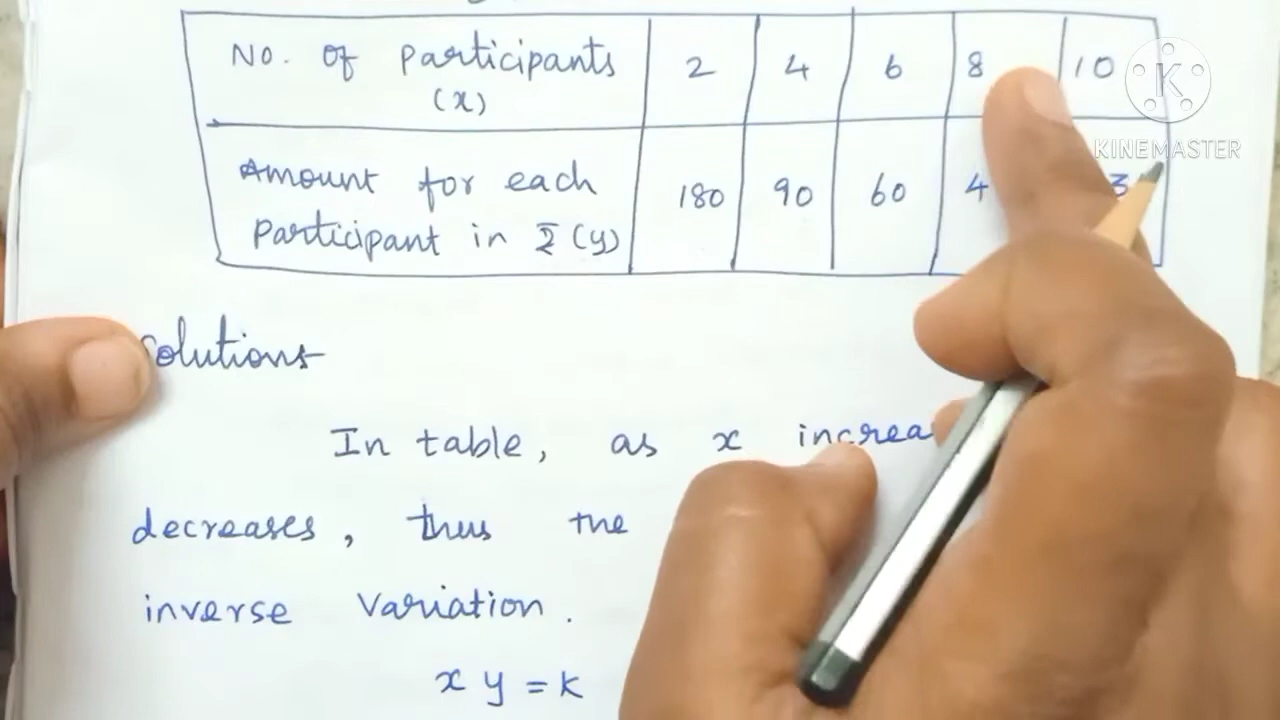 No. of participants 2 4 6 8 10
(x)
Amount for each 180 90 60
participant in ₹ (y)
solutions
In table, as x
decreases, thus the
inverse variation.
x y = k
K
KINEMASTER